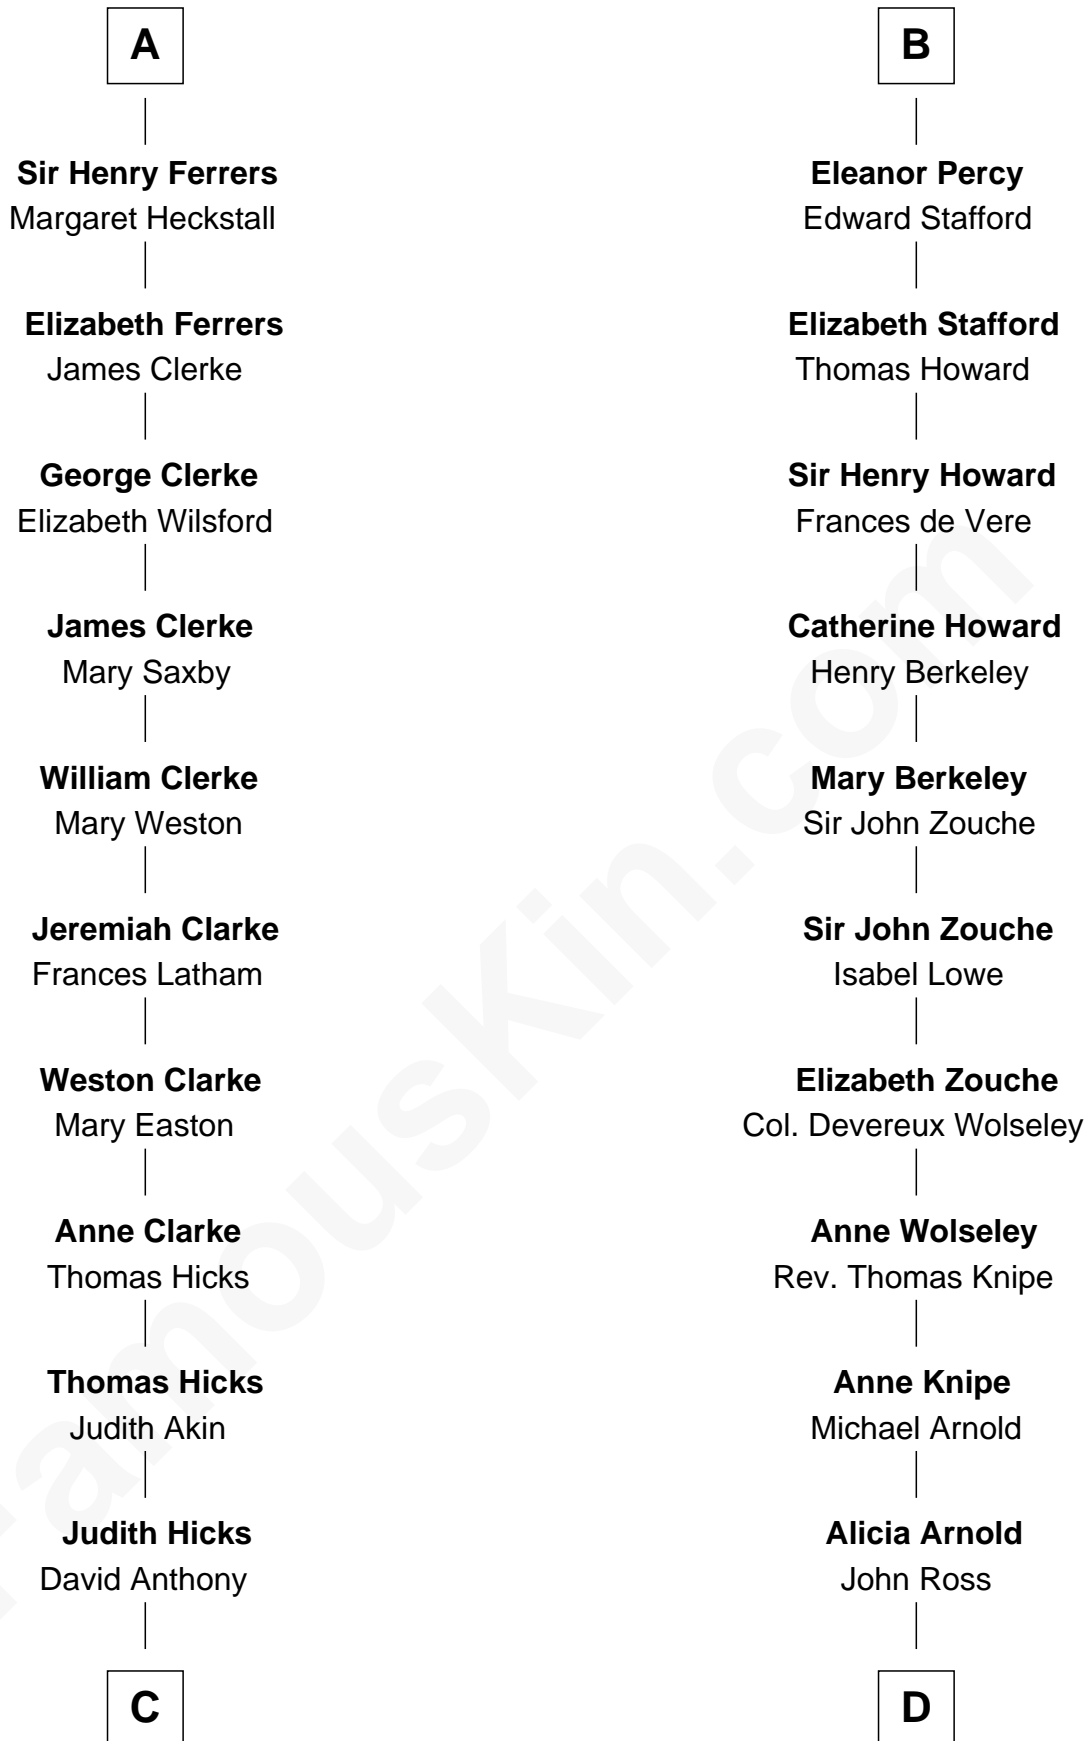 A
Sir Henry Ferrers
Margaret Heckstall
Elizabeth Ferrers
James Clerke
George Clerke
Elizabeth Wilsford
James Clerke
Mary Saxby
William Clerke
Mary Weston
Jeremiah Clarke
Frances Latham
Weston Clarke
Mary Easton
Anne Clarke
Thomas Hicks
Thomas Hicks
Judith Akin
Judith Hicks
David Anthony
C
B
Eleanor Percy
Edward Stafford
Elizabeth Stafford
Thomas Howard
Sir Henry Howard
Frances de Vere
Catherine Howard
Henry Berkeley
Mary Berkeley
Sir John Zouche
Sir John Zouche
Isabel Lowe
Elizabeth Zouche
Col. Devereux Wolseley
Anne Wolseley
Rev. Thomas Knipe
Anne Knipe
Michael Arnold
Alicia Arnold
John Ross
D
FamousKin.com